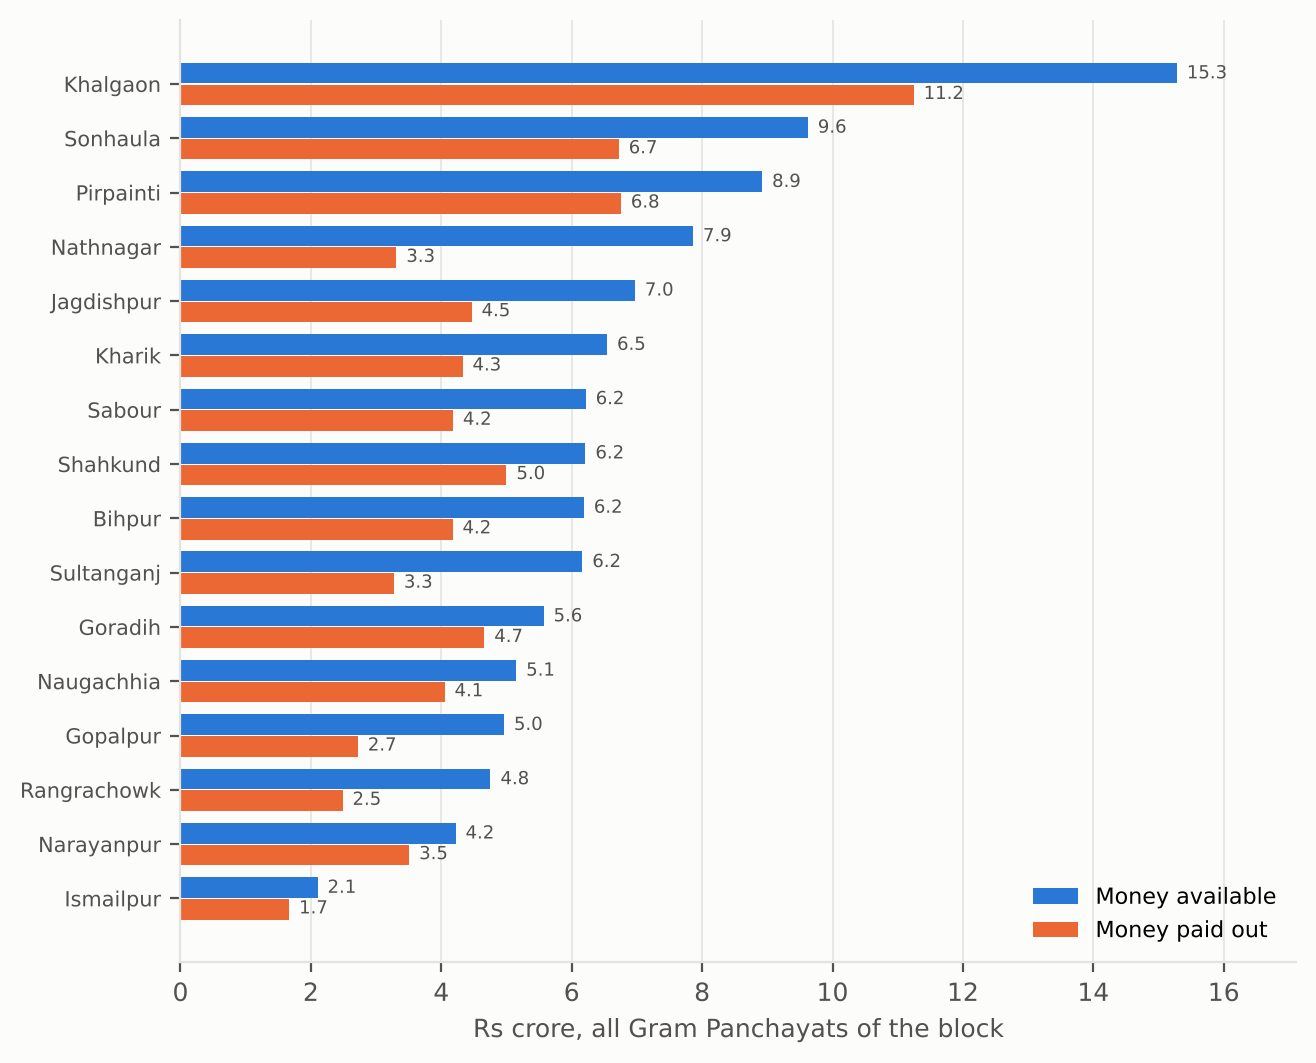 Khalgaon 15.3
11.2
Sonhaula 9.6
6.7
Pirpainti 8.9
6.8
Nathnagar 7.9
3.3
Jagdishpur 7.0
4.5
Kharik 6.5
4.3
Sabour 6.2
4.2
Shahkund 6.2
5.0
Bihpur 6.2
4.2
Sultanganj 6.2
3.3
Goradih 5.6
4.7
Naugachhia 5.1
4.1
Gopalpur 5.0
2.7
Rangrachowk 4.8
2.5
Narayanpur 4.2
3.5
Ismailpur 2.1
1.7
Money available
Money paid out
0 2 4 6 8 10 12 14 16
Rs crore, all Gram Panchayats of the block